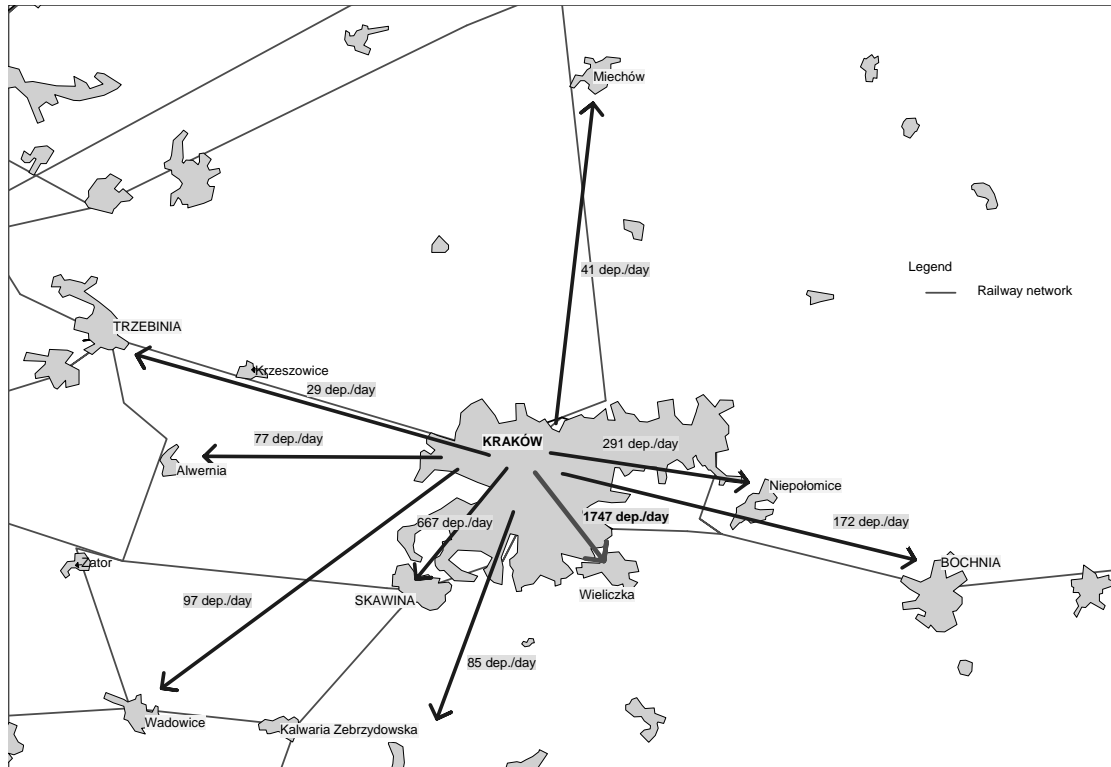 Miechów
41 dep./day
Legend
Railway network
TRZEBINIA
Krzeszowice
29 dep./day
77 dep./day
KRAKÓW
291 dep./day
Alwernia
Niepołomice
667 dep./day
1747 dep./day
172 dep./day
Zator
BOCHNIA
97 dep./day
SKAWINA
Wieliczka
85 dep./day
Wadowice
Kalwaria Zebrzydowska